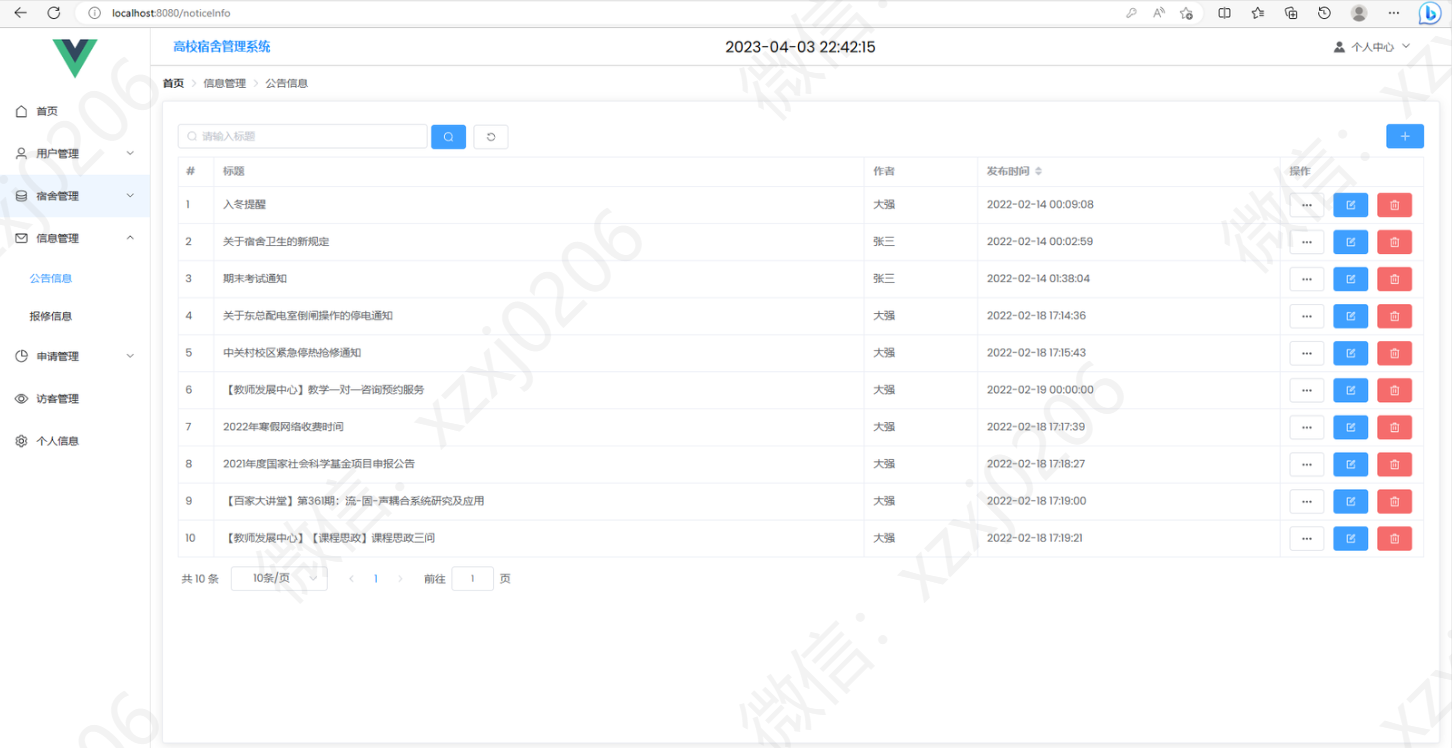 localhost:8080/noticeInfo
高校宿舍管理系统
2023-04-03 22:42:15
个人中心
首页 信息管理 公告信息
首页
用户管理
宿舍管理
信息管理
公告信息
报修信息
申请管理
访客管理
个人信息
请输入标题
# 标题 作者 发布时间 操作
1 入冬提醒 大强 2022-02-14 00:09:08
2 关于宿舍卫生的新规定 张三 2022-02-14 00:02:59
3 期末考试通知 张三 2022-02-14 01:38:04
4 关于东总配电室倒闸操作的停电通知 大强 2022-02-18 17:14:36
5 中关村校区紧急停热抢修通知 大强 2022-02-18 17:15:43
6 【教师发展中心】教学一对一咨询预约服务 大强 2022-02-19 00:00:00
7 2022年寒假网络收费时间 大强 2022-02-18 17:17:39
8 2021年度国家社会科学基金项目申报公告 大强 2022-02-18 17:18:27
9 【百家大讲堂】第361期：流-固-声耦合系统研究及应用 大强 2022-02-18 17:19:00
10 【教师发展中心】【课程思政】课程思政三问 大强 2022-02-18 17:19:21
共 10 条 10条/页 1 前往 1 页
微信：xzxj0206